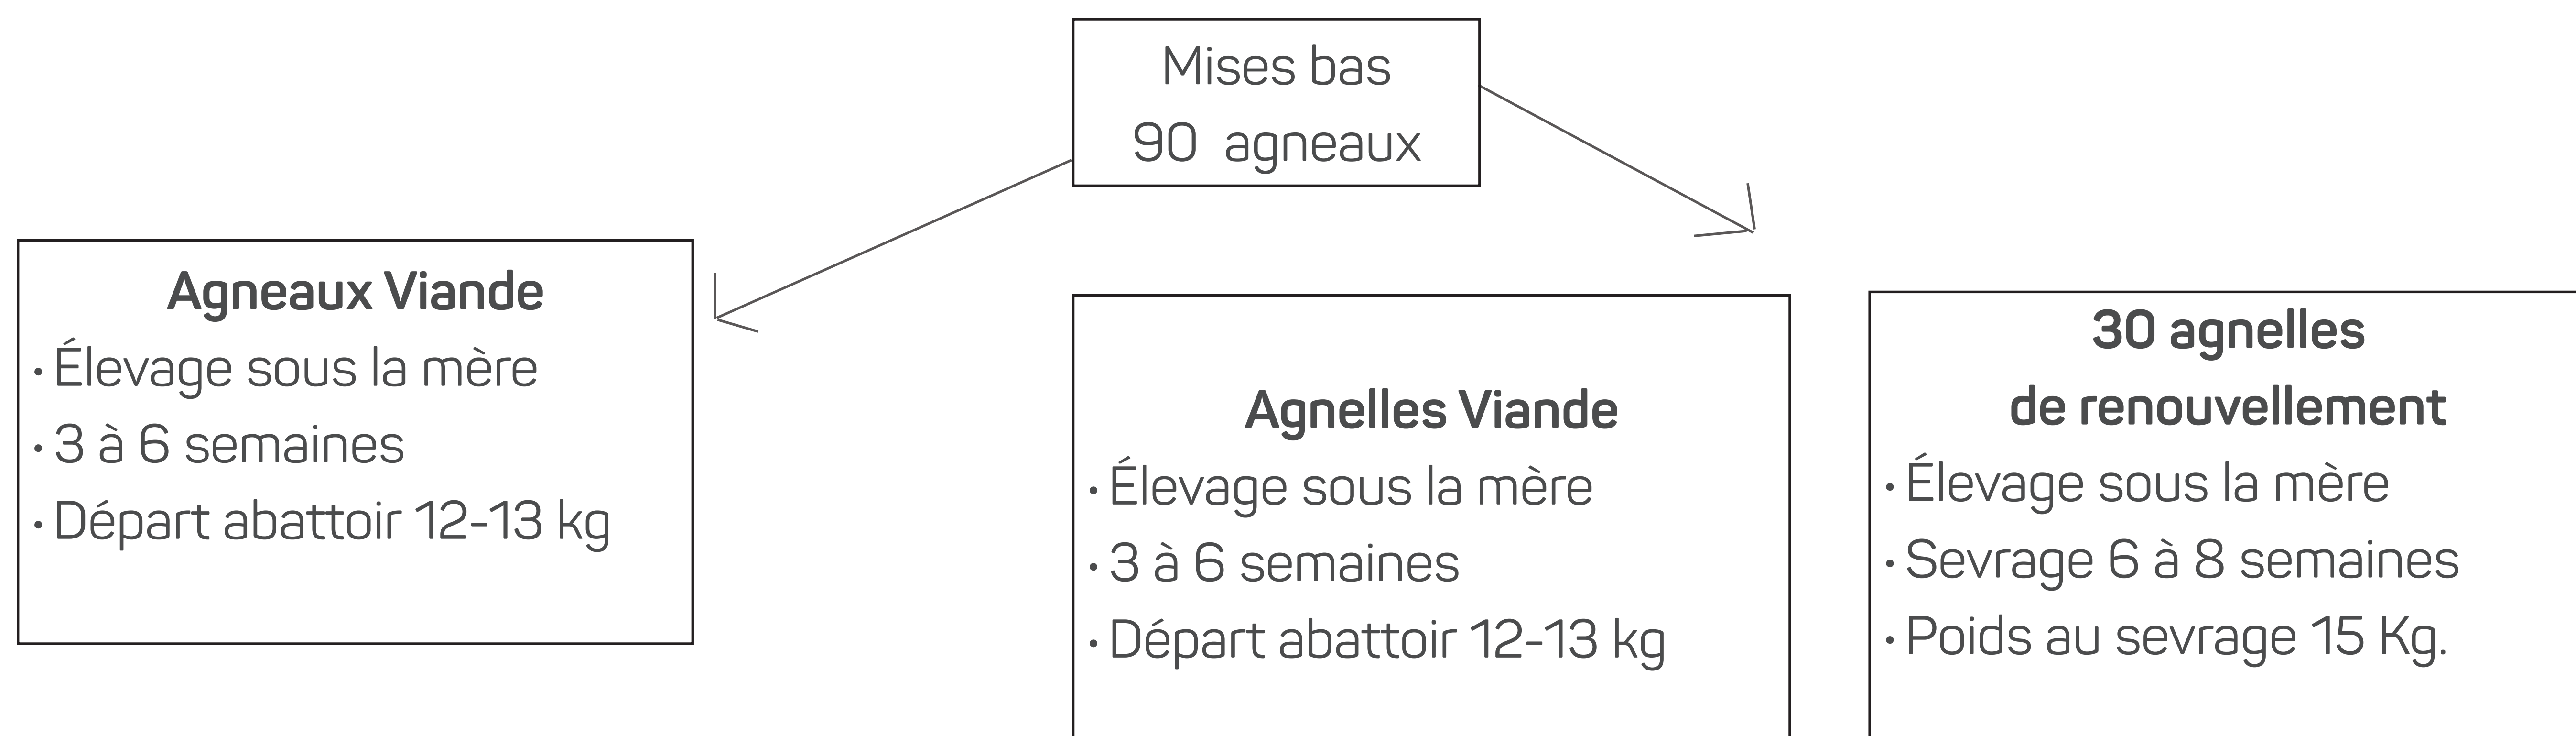 Mises bas
90 agneaux
Agneaux Viande
· Élevage sous la mère
· 3 à 6 semaines
· Départ abattoir 12-13 kg
Agnelles Viande
· Élevage sous la mère
· 3 à 6 semaines
· Départ abattoir 12-13 kg
30 agnelles
de renouvellement
· Élevage sous la mère
· Sevrage 6 à 8 semaines
· Poids au sevrage 15 Kg.